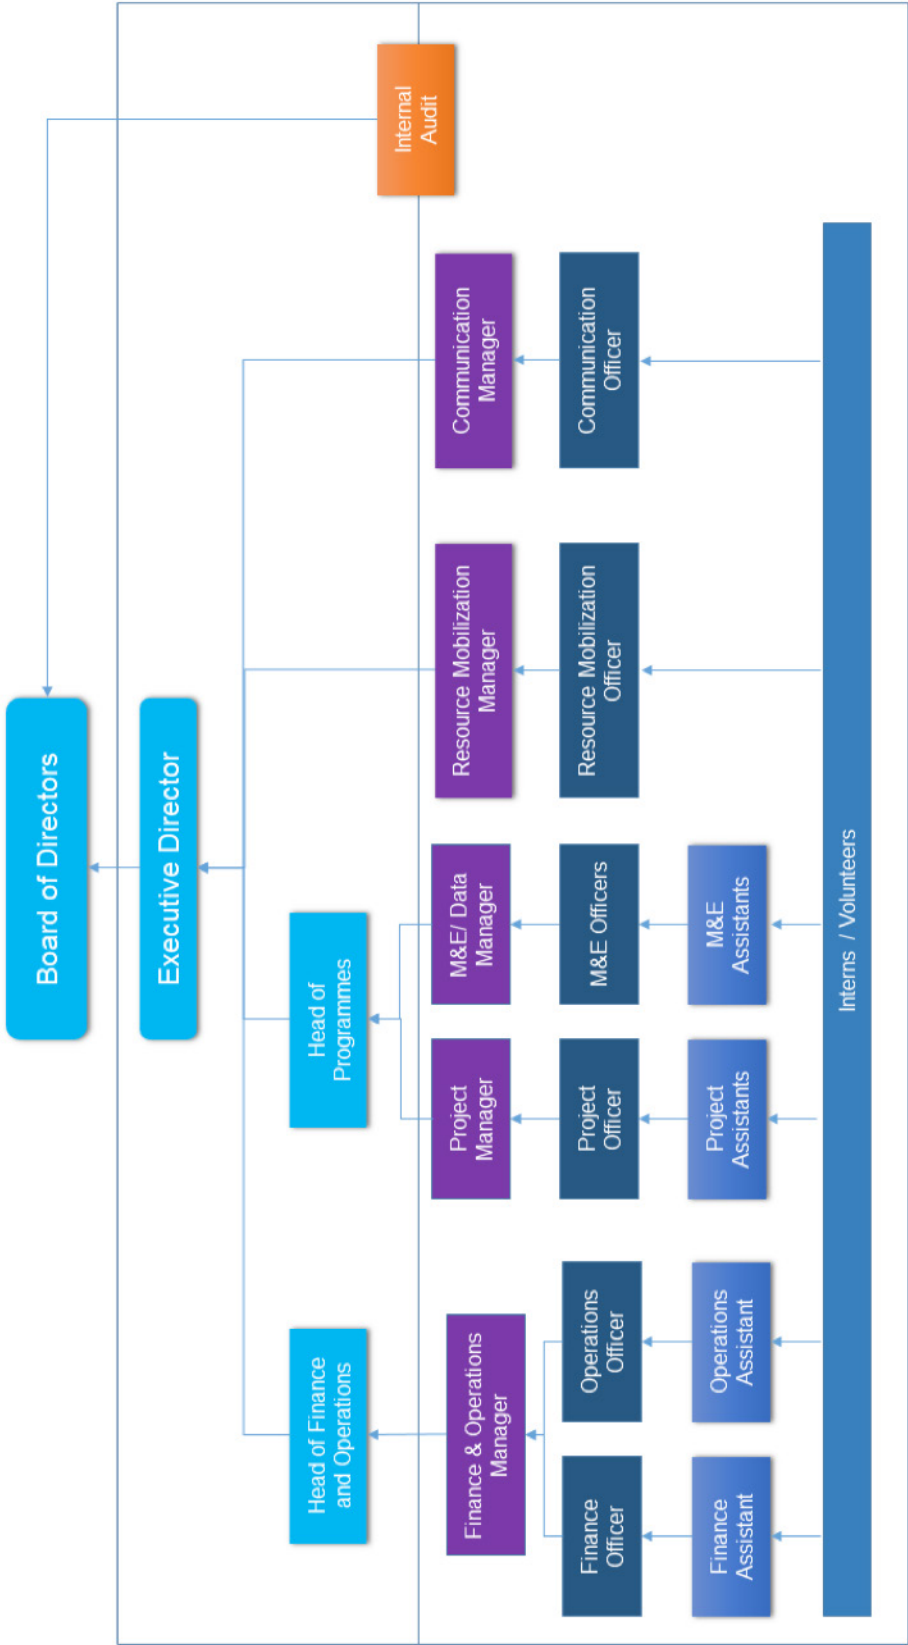 Board of Directors
Executive Director
Head of Finance
and Operations
Head of
Programmes
Internal
Audit
Finance & Operations
Manager
Project
Manager
M&E/ Data
Manager
Resource Mobilization
Manager
Communication
Manager
Finance
Officer
Operations
Officer
Project
Officer
M&E Officers
Resource Mobilization
Officer
Communication
Officer
Finance
Assistant
Operations
Assistant
Project
Assistants
M&E
Assistants
Interns / Volunteers